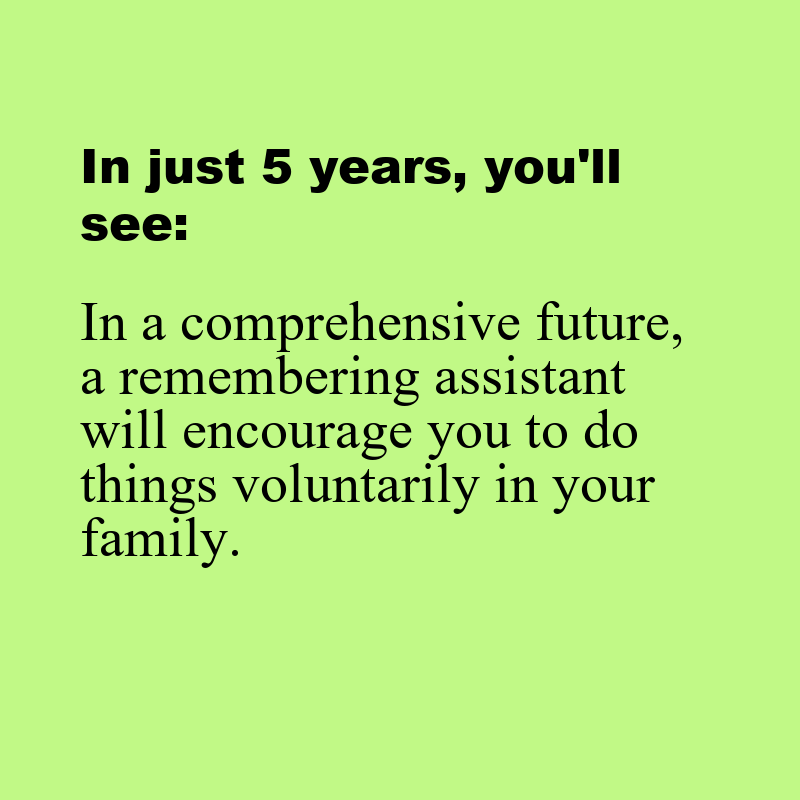 In just 5 years, you'll
see:
In a comprehensive future,
a remembering assistant
will encourage you to do
things voluntarily in your
family.